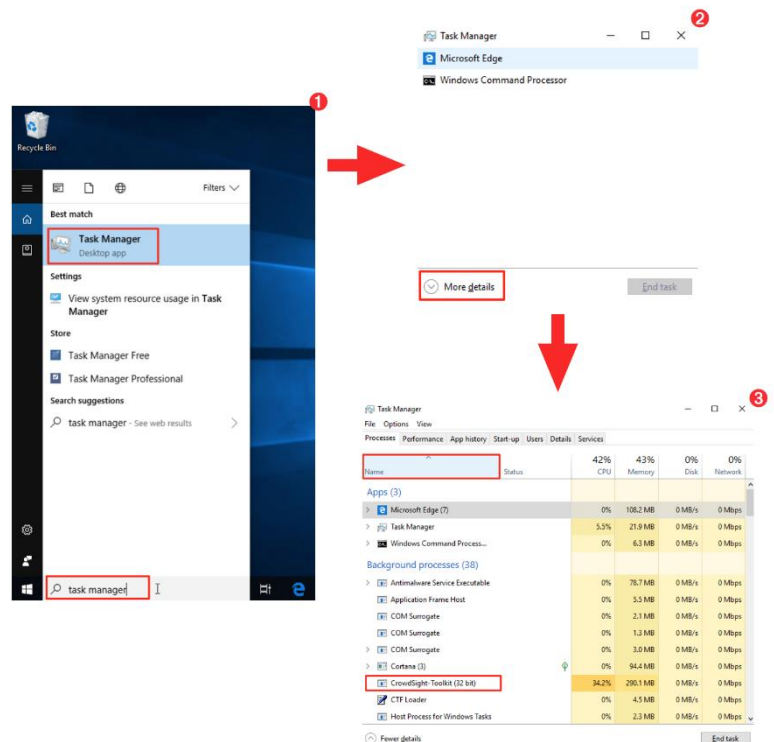 1
Recycle Bin
Filters
Best match
Task Manager
Desktop app
Settings
View system resource usage in Task
Manager
Store
Task Manager Free
Task Manager Professional
Search suggestions
task manager - See web results
task manager
2
Task Manager
Microsoft Edge
Windows Command Processor
More details
End task
3
Task Manager
File Options View
Processes Performance App history Start-up Users Details Services
42% 43% 0% 0%
Name Status CPU Memory Disk Network
Apps (3)
Microsoft Edge (7) 0% 108.2 MB 0 MB/s 0 Mbps
Task Manager 5.5% 21.9 MB 0 MB/s 0 Mbps
Windows Command Process... 0% 6.3 MB 0 MB/s 0 Mbps
Background processes (38)
Antimalware Service Executable 0% 78.7 MB 0 MB/s 0 Mbps
Application Frame Host 0% 5.5 MB 0 MB/s 0 Mbps
COM Surrogate 0% 2.1 MB 0 MB/s 0 Mbps
COM Surrogate 0% 1.3 MB 0 MB/s 0 Mbps
COM Surrogate 0% 3.0 MB 0 MB/s 0 Mbps
Cortana (3) 0% 94.4 MB 0 MB/s 0 Mbps
CrowdSight-Toolkit (32 bit) 34.2% 290.1 MB 0 MB/s 0 Mbps
CTF Loader 0% 4.5 MB 0 MB/s 0 Mbps
Host Process for Windows Tasks 0% 2.3 MB 0 MB/s 0 Mbps
Fewer details End task